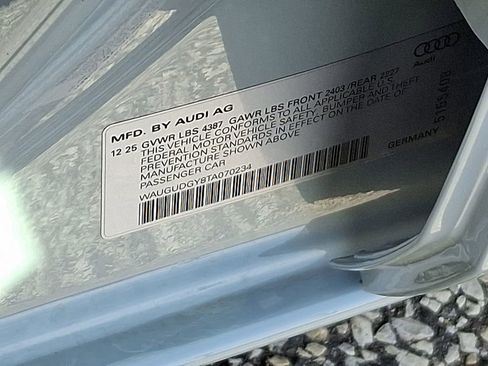 MFD. BY AUDI AG
12 25 GVWR LBS 4387 GAWR LBS FRONT 2403 /REAR 2227
THIS VEHICLE CONFORMS TO ALL APPLICABLE U.S.
FEDERAL MOTOR VEHICLE SAFETY, BUMPER AND THEFT
PREVENTION STANDARDS IN EFFECT ON THE DATE OF
MANUFACTURE SHOWN ABOVE
PASSENGER CAR
GERMANY
WAUGUDGY8TA070234
Audi